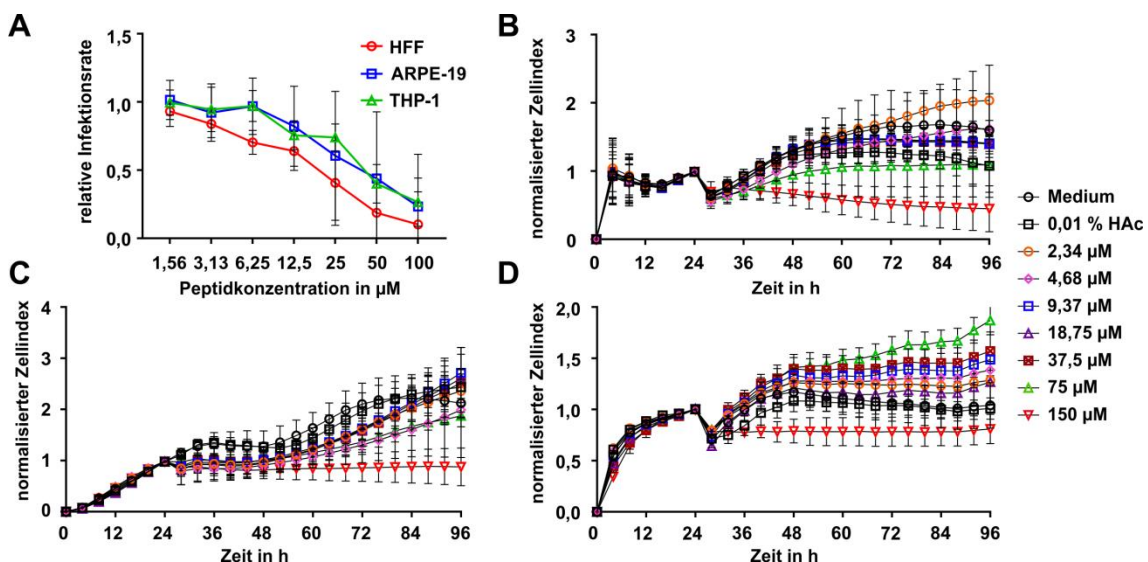 A
relative Infektionsrate
1,5
1,0
0,5
0,0
HFF
ARPE-19
THP-1
1,56 3,13 6,25 12,5 25 50 100
Peptidkonzentration in µM
B
normalisierter Zellindex
3
2
1
0
0 12 24 36 48 60 72 84 96
Zeit in h
Medium
0,01 % HAc
2,34 µM
4,68 µM
9,37 µM
18,75 µM
37,5 µM
75 µM
150 µM
C
normalisierter Zellindex
4
3
2
1
0
0 12 24 36 48 60 72 84 96
Zeit in h
D
normalisierter Zellindex
2,0
1,5
1,0
0,5
0,0
0 12 24 36 48 60 72 84 96
Zeit in h